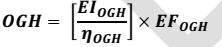 OGH = [EI_OGH / η_OGH] × EF_OGH